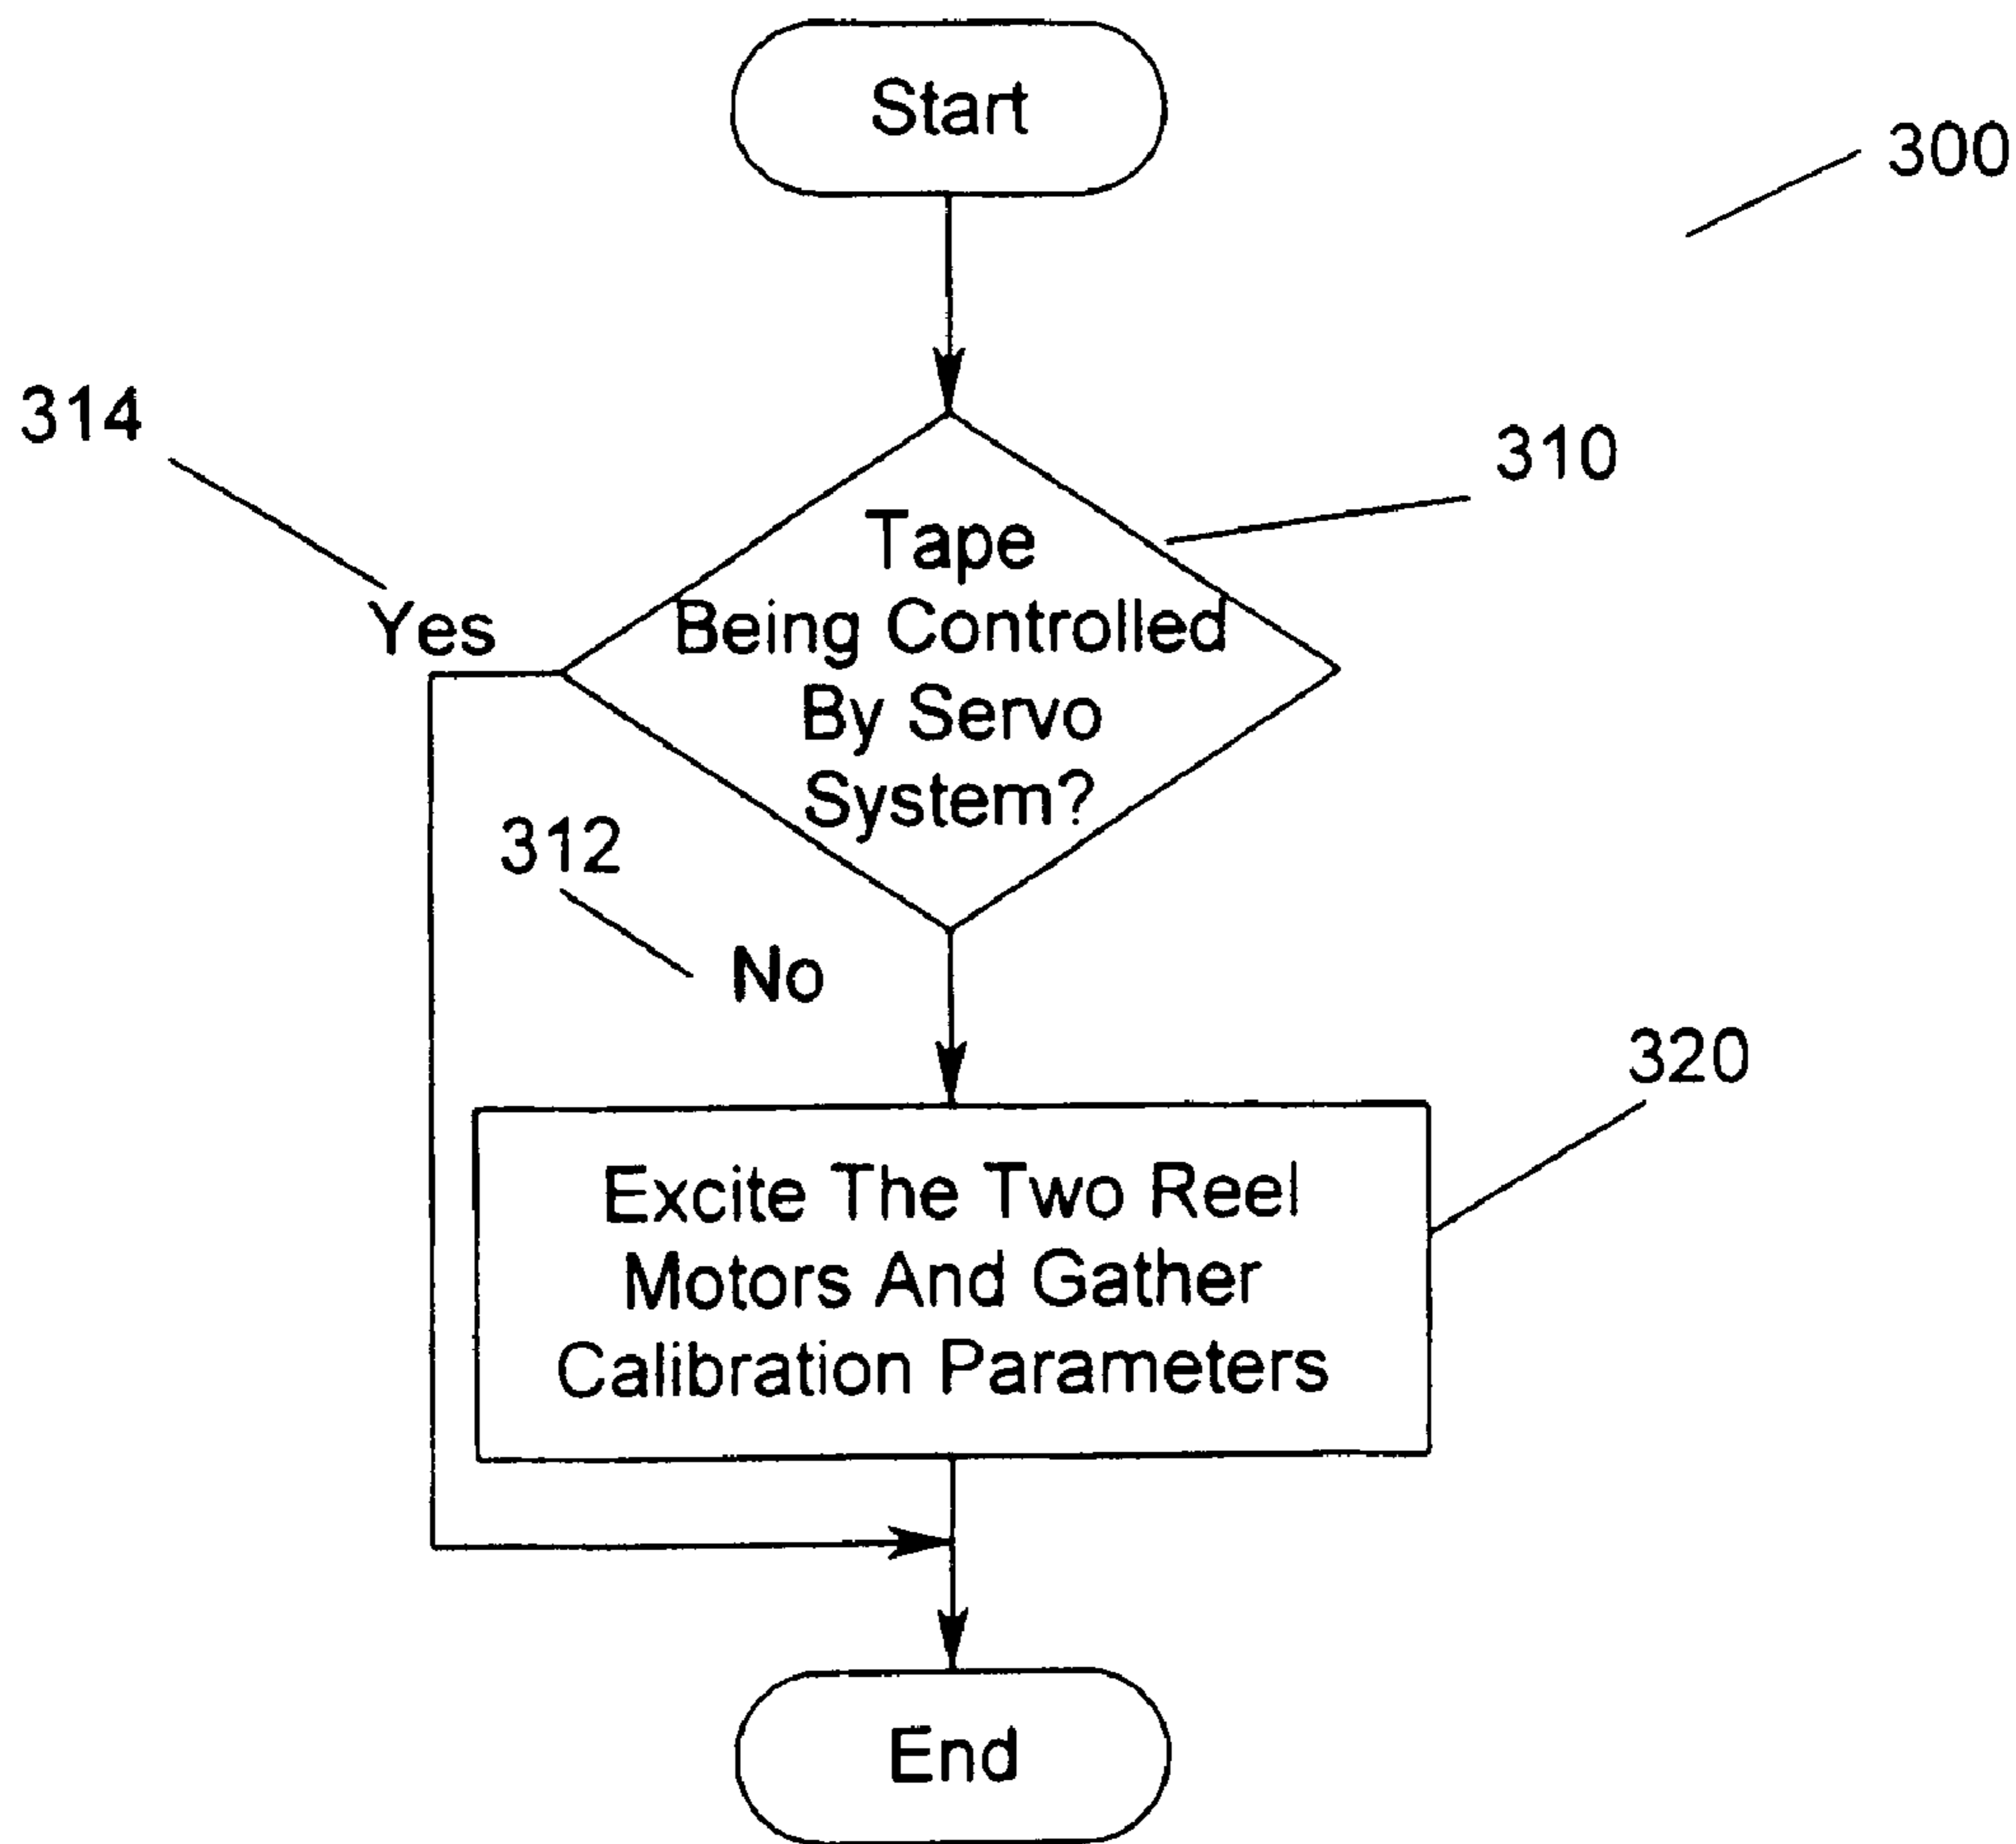 Start
300
314
310
Tape
Being Controlled
By Servo
System?
Yes
312
No
320
Excite The Two Reel
Motors And Gather
Calibration Parameters
End